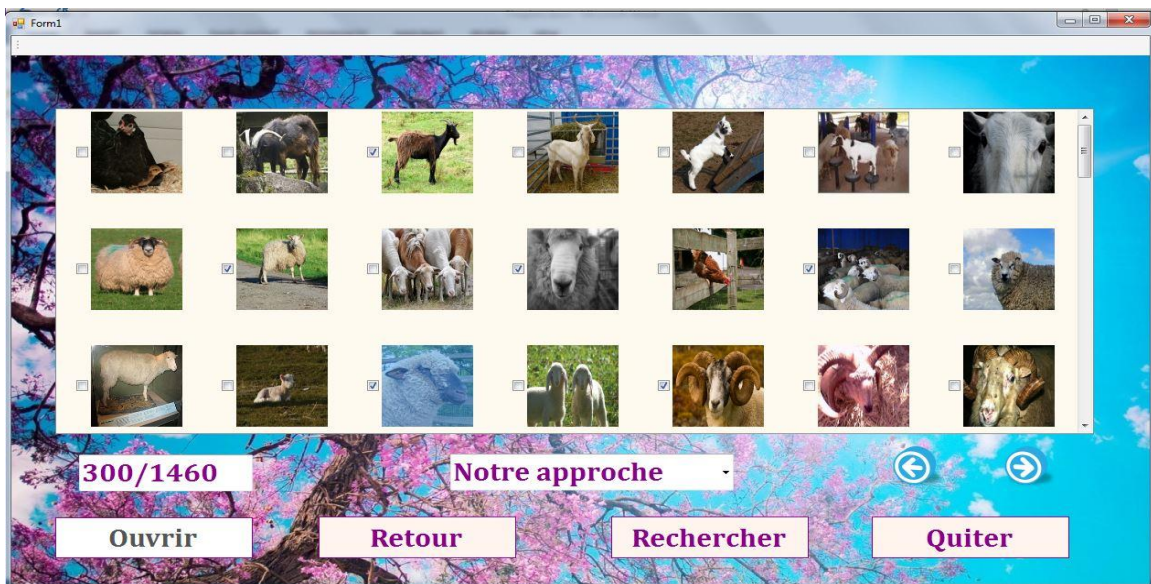 Form1
300/1460
Notre approche
Ouvrir
Retour
Rechercher
Quiter